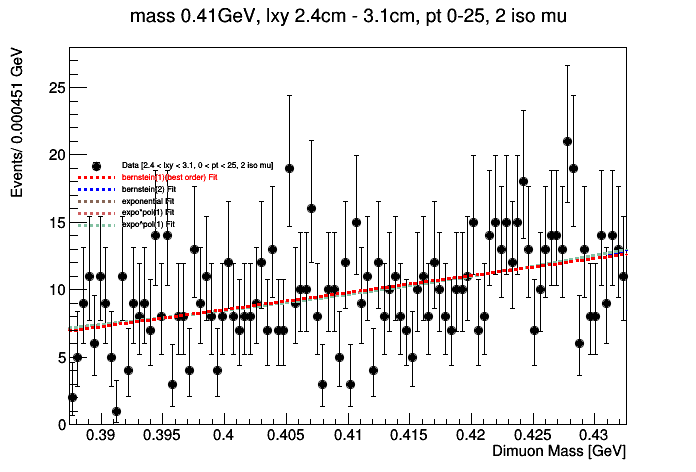 mass 0.41GeV, lxy 2.4cm - 3.1cm, pt 0-25, 2 iso mu
Events/ 0.000451 GeV
25
20
15
10
5
0
Data [2.4 < lxy < 3.1, 0 < pt < 25, 2 iso mu]
bernstein(1)(best order) Fit
bernstein(2) Fit
exponential Fit
expo*pol(1) Fit
expo*pol(1) Fit
0.39 0.395 0.4 0.405 0.41 0.415 0.42 0.425 0.43
Dimuon Mass [GeV]